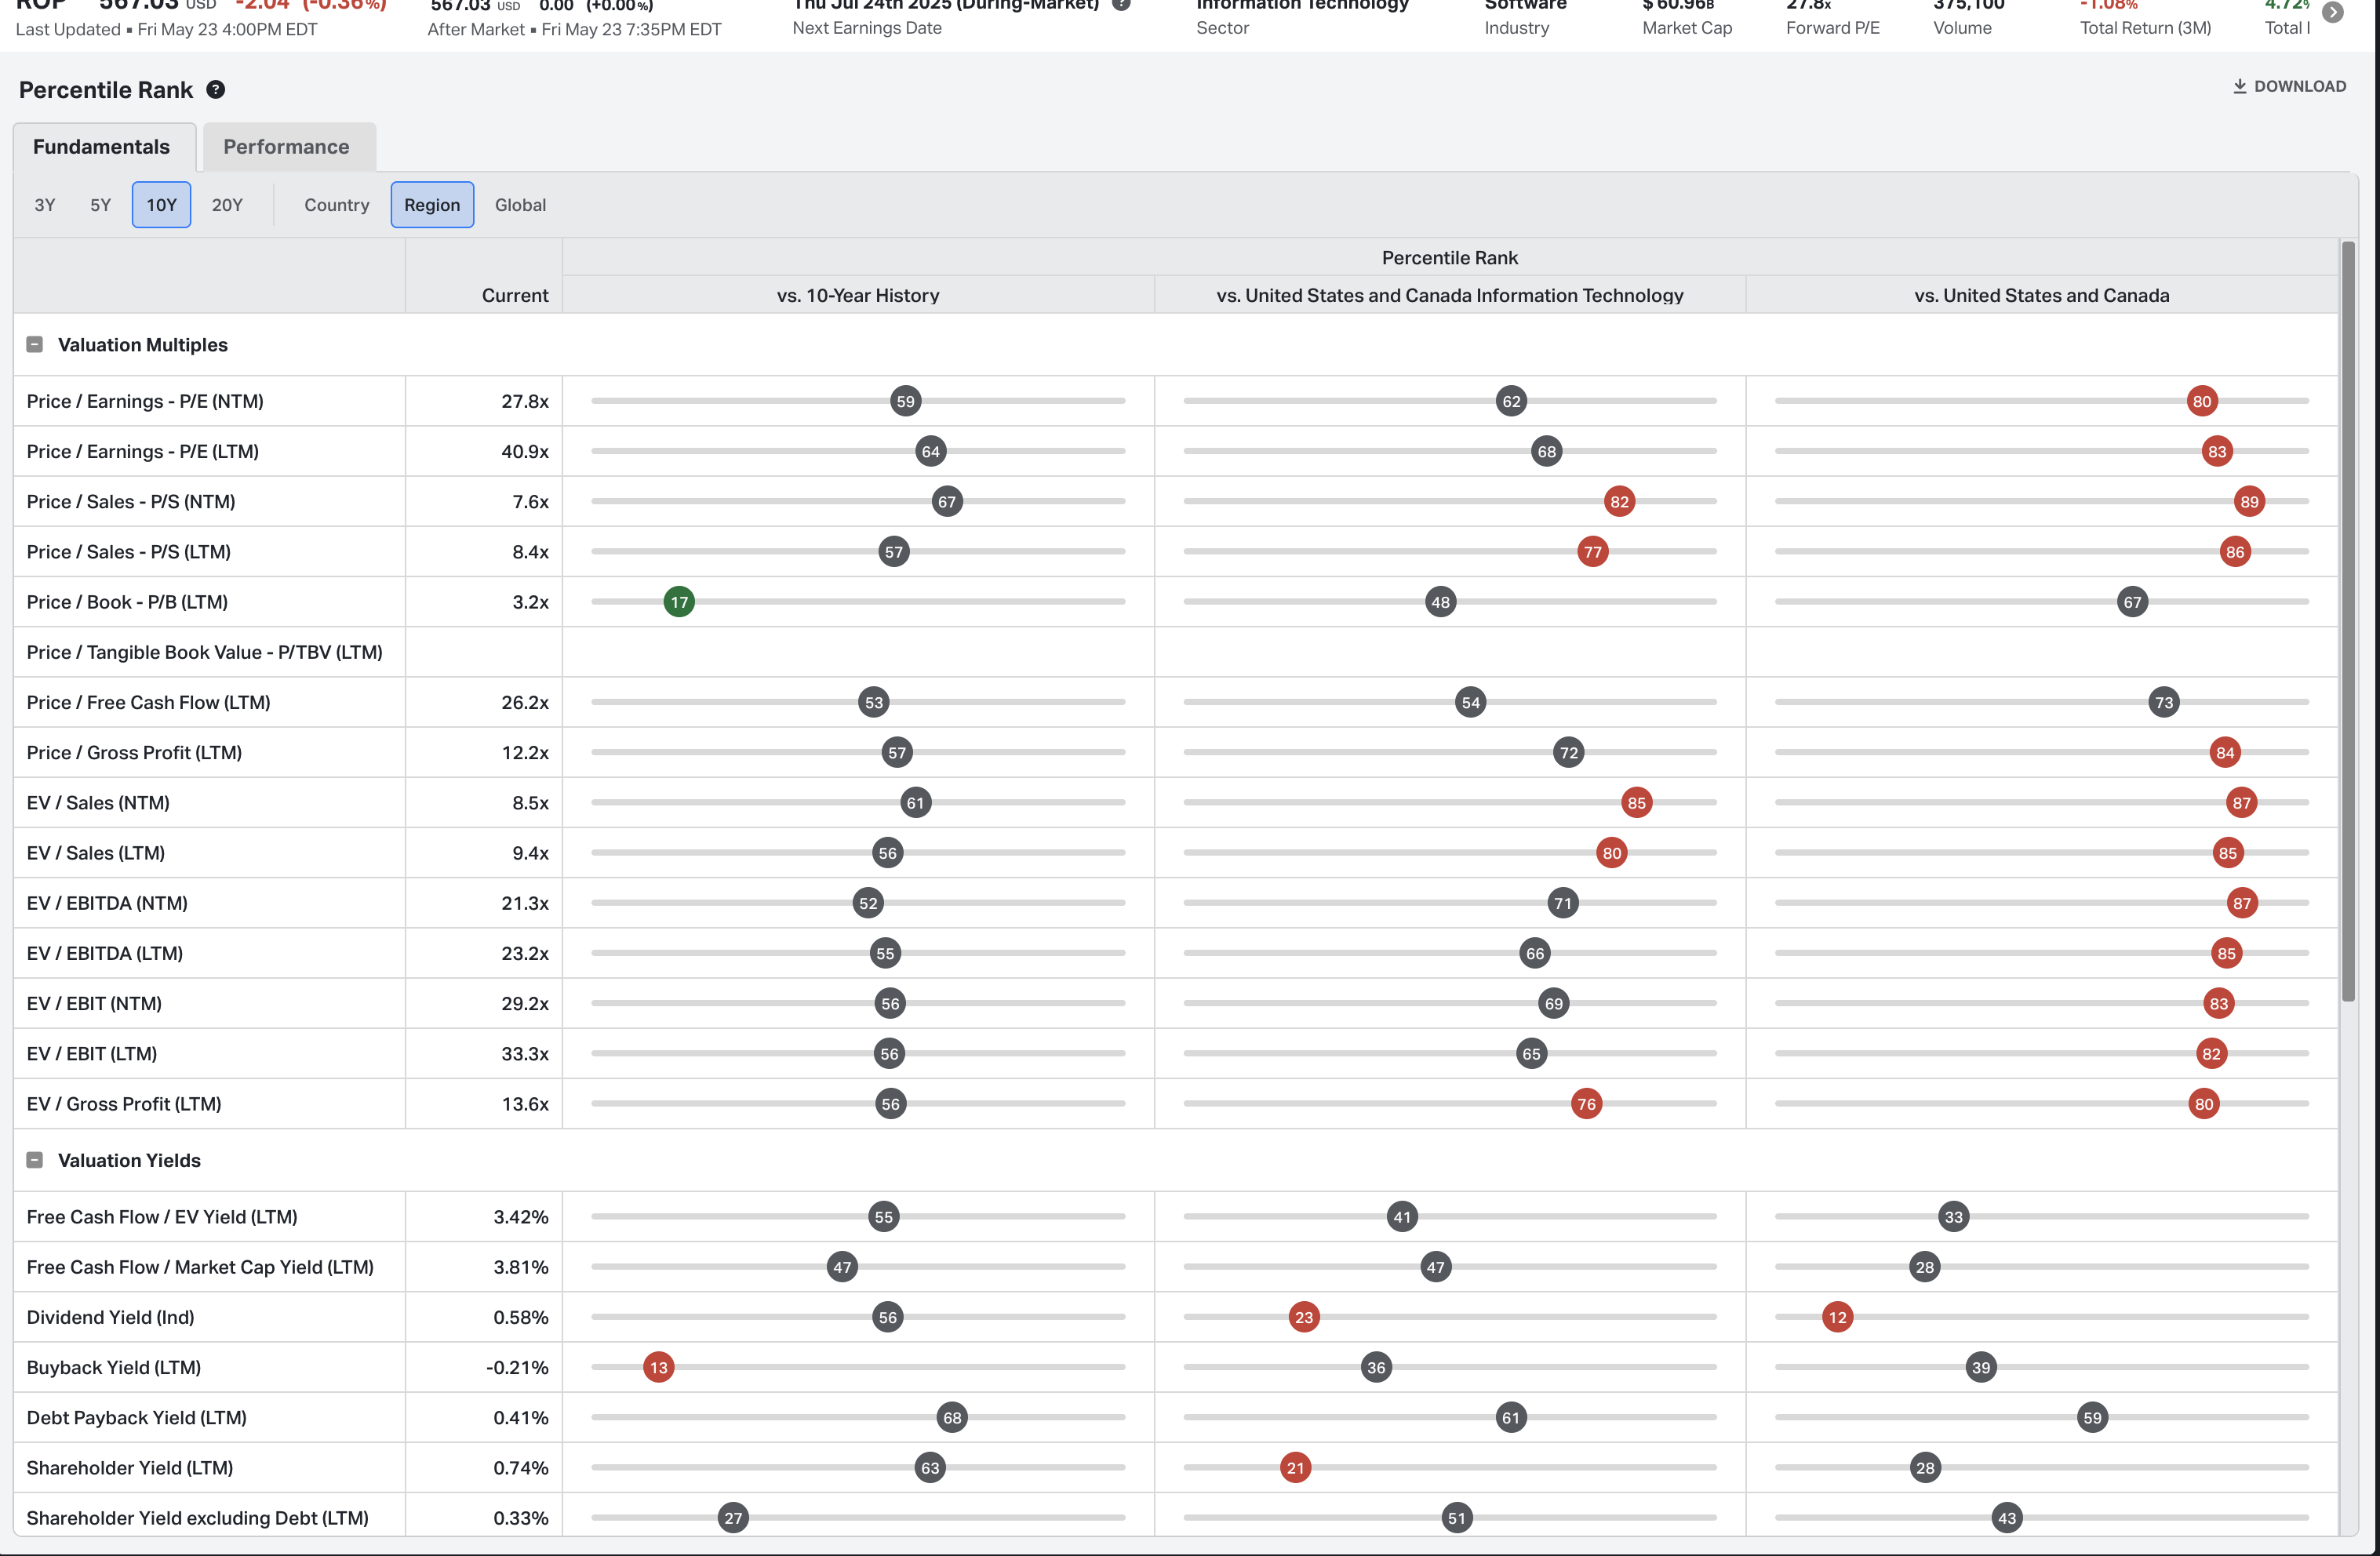 ROP 567.03 USD -2.04 (-0.36%) 567.03 USD 0.00 (+0.00%) Thu Jul 24th 2025 (During-Market) ? Information Technology Software $ 60.96B 27.8x 375,100 -1.08%
Last Updated ▪ Fri May 23 4:00PM EDT After Market ▪ Fri May 23 7:35PM EDT Next Earnings Date Sector Industry Market Cap Forward P/E Volume Total Return (3M) Total
Percentile Rank ? DOWNLOAD
Fundamentals Performance
3Y 5Y 10Y 20Y Country Region Global
Percentile Rank
Current vs. 10-Year History vs. United States and Canada Information Technology vs. United States and Canada
Valuation Multiples
Price / Earnings - P/E (NTM) 27.8x 59 62 80
Price / Earnings - P/E (LTM) 40.9x 64 68 83
Price / Sales - P/S (NTM) 7.6x 67 82 89
Price / Sales - P/S (LTM) 8.4x 57 77 86
Price / Book - P/B (LTM) 3.2x 17 48 67
Price / Tangible Book Value - P/TBV (LTM)
Price / Free Cash Flow (LTM) 26.2x 53 54 73
Price / Gross Profit (LTM) 12.2x 57 72 84
EV / Sales (NTM) 8.5x 61 85 87
EV / Sales (LTM) 9.4x 56 80 85
EV / EBITDA (NTM) 21.3x 52 71 87
EV / EBITDA (LTM) 23.2x 55 66 85
EV / EBIT (NTM) 29.2x 56 69 83
EV / EBIT (LTM) 33.3x 56 65 82
EV / Gross Profit (LTM) 13.6x 56 76 80
Valuation Yields
Free Cash Flow / EV Yield (LTM) 3.42% 55 41 33
Free Cash Flow / Market Cap Yield (LTM) 3.81% 47 47 28
Dividend Yield (Ind) 0.58% 56 23 12
Buyback Yield (LTM) -0.21% 13 36 39
Debt Payback Yield (LTM) 0.41% 68 61 59
Shareholder Yield (LTM) 0.74% 63 21 28
Shareholder Yield excluding Debt (LTM) 0.33% 27 51 43